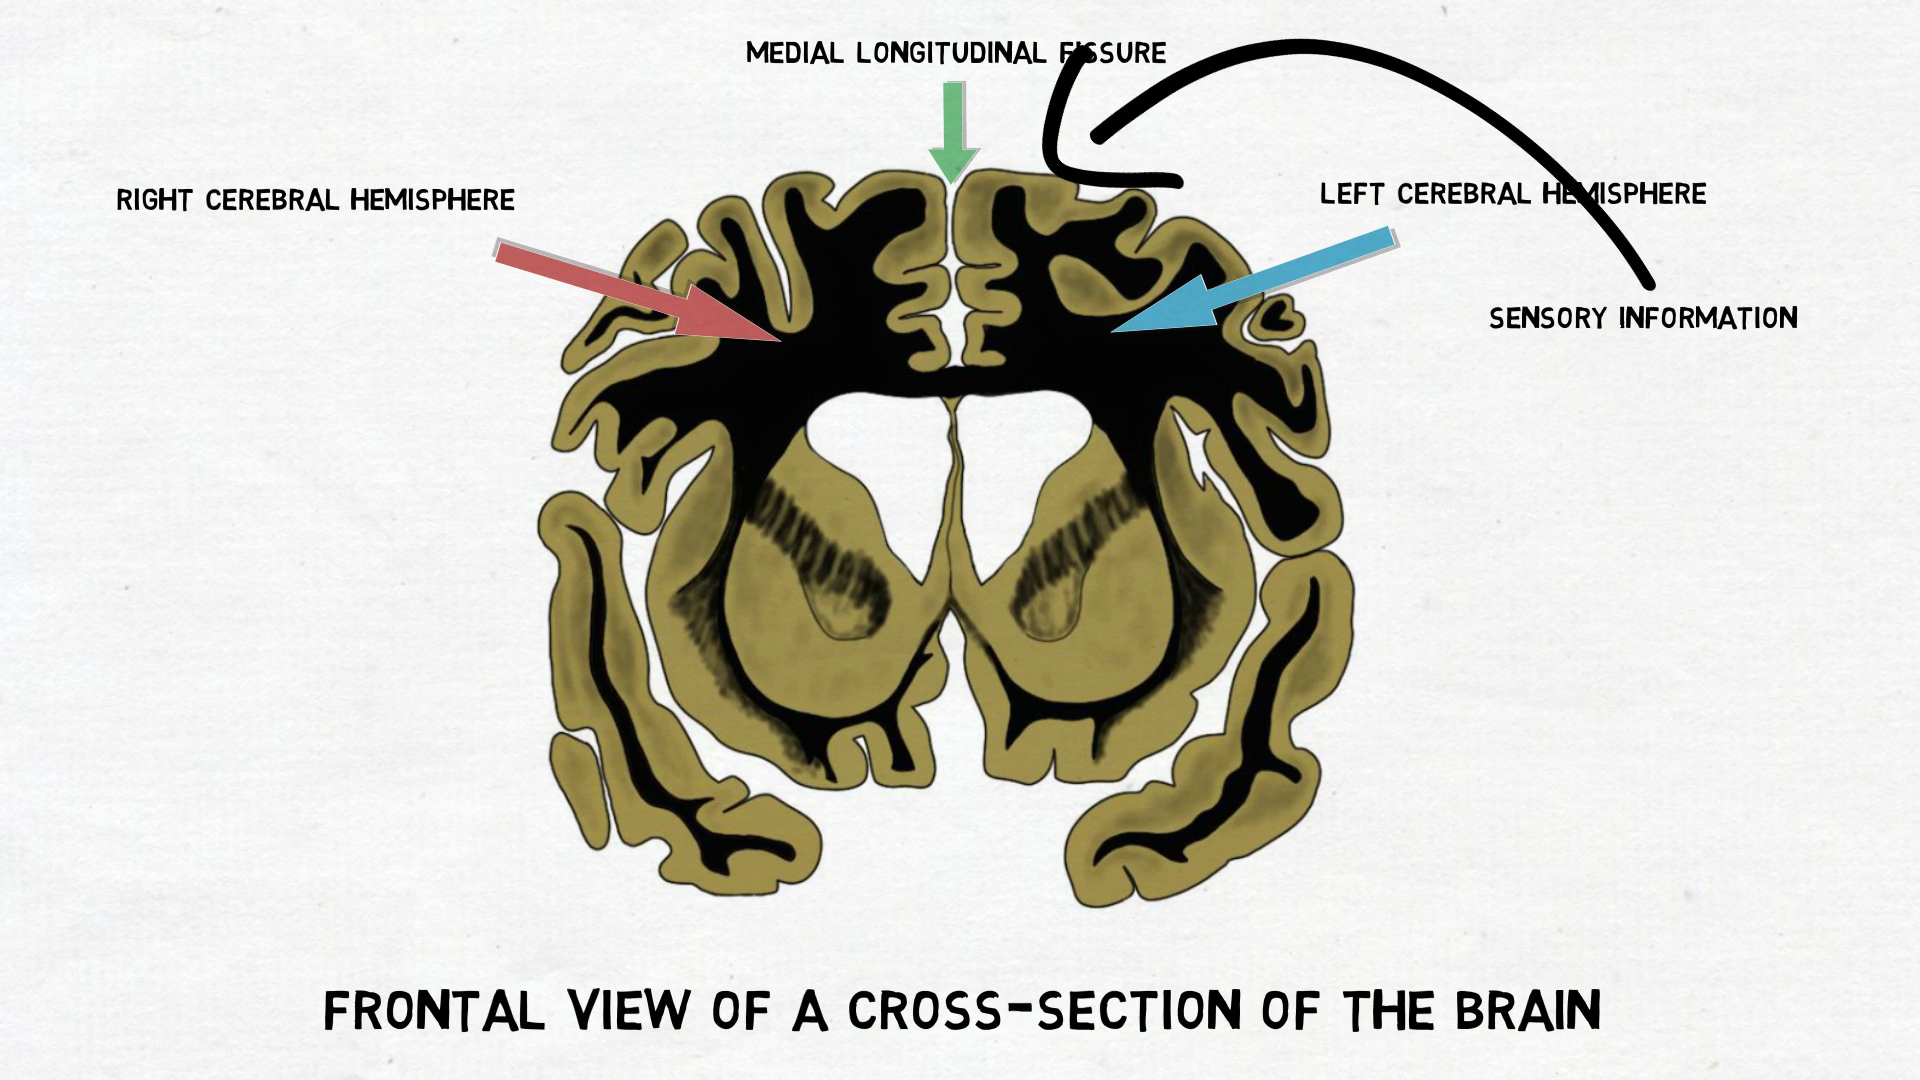 MEDIAL LONGITUDINAL FISSURE
RIGHT CEREBRAL HEMISPHERE
LEFT CEREBRAL HEMISPHERE
SENSORY INFORMATION
FRONTAL VIEW OF A CROSS-SECTION OF THE BRAIN